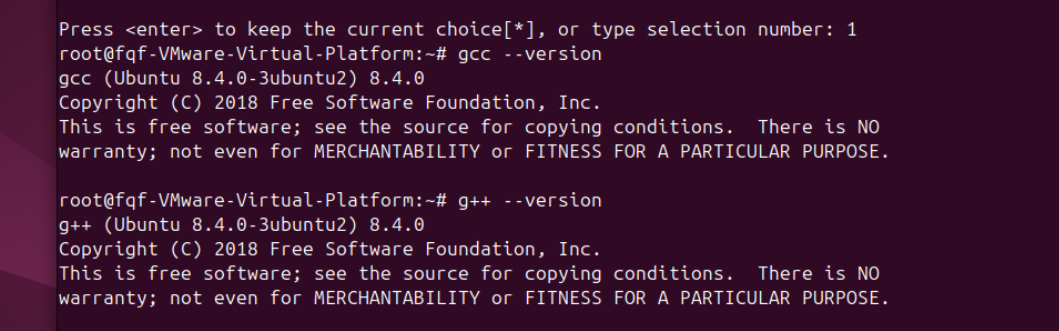 Press <enter> to keep the current choice[*], or type selection number: 1
root@fqf-VMware-Virtual-Platform:~# gcc --version
gcc (Ubuntu 8.4.0-3ubuntu2) 8.4.0
Copyright (C) 2018 Free Software Foundation, Inc.
This is free software; see the source for copying conditions.  There is NO
warranty; not even for MERCHANTABILITY or FITNESS FOR A PARTICULAR PURPOSE.
root@fqf-VMware-Virtual-Platform:~# g++ --version
g++ (Ubuntu 8.4.0-3ubuntu2) 8.4.0
Copyright (C) 2018 Free Software Foundation, Inc.
This is free software; see the source for copying conditions.  There is NO
warranty; not even for MERCHANTABILITY or FITNESS FOR A PARTICULAR PURPOSE.